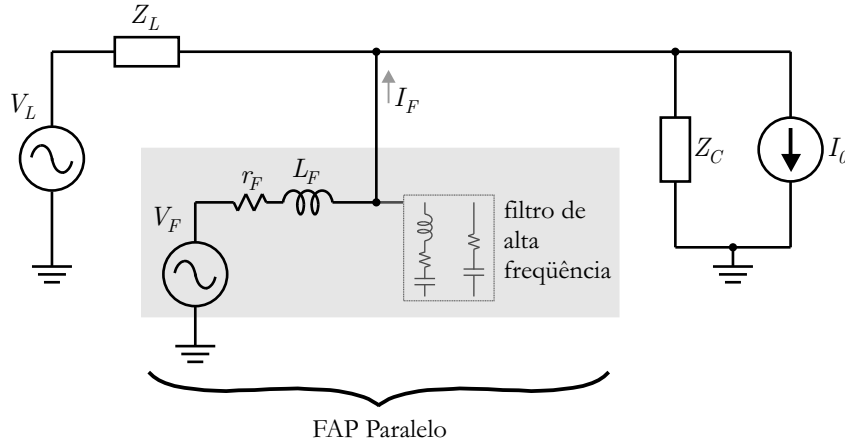 Z_L
I_F
V_L
Z_C
I_0
r_F
L_F
V_F
filtro de
alta
freqüência
FAP Paralelo